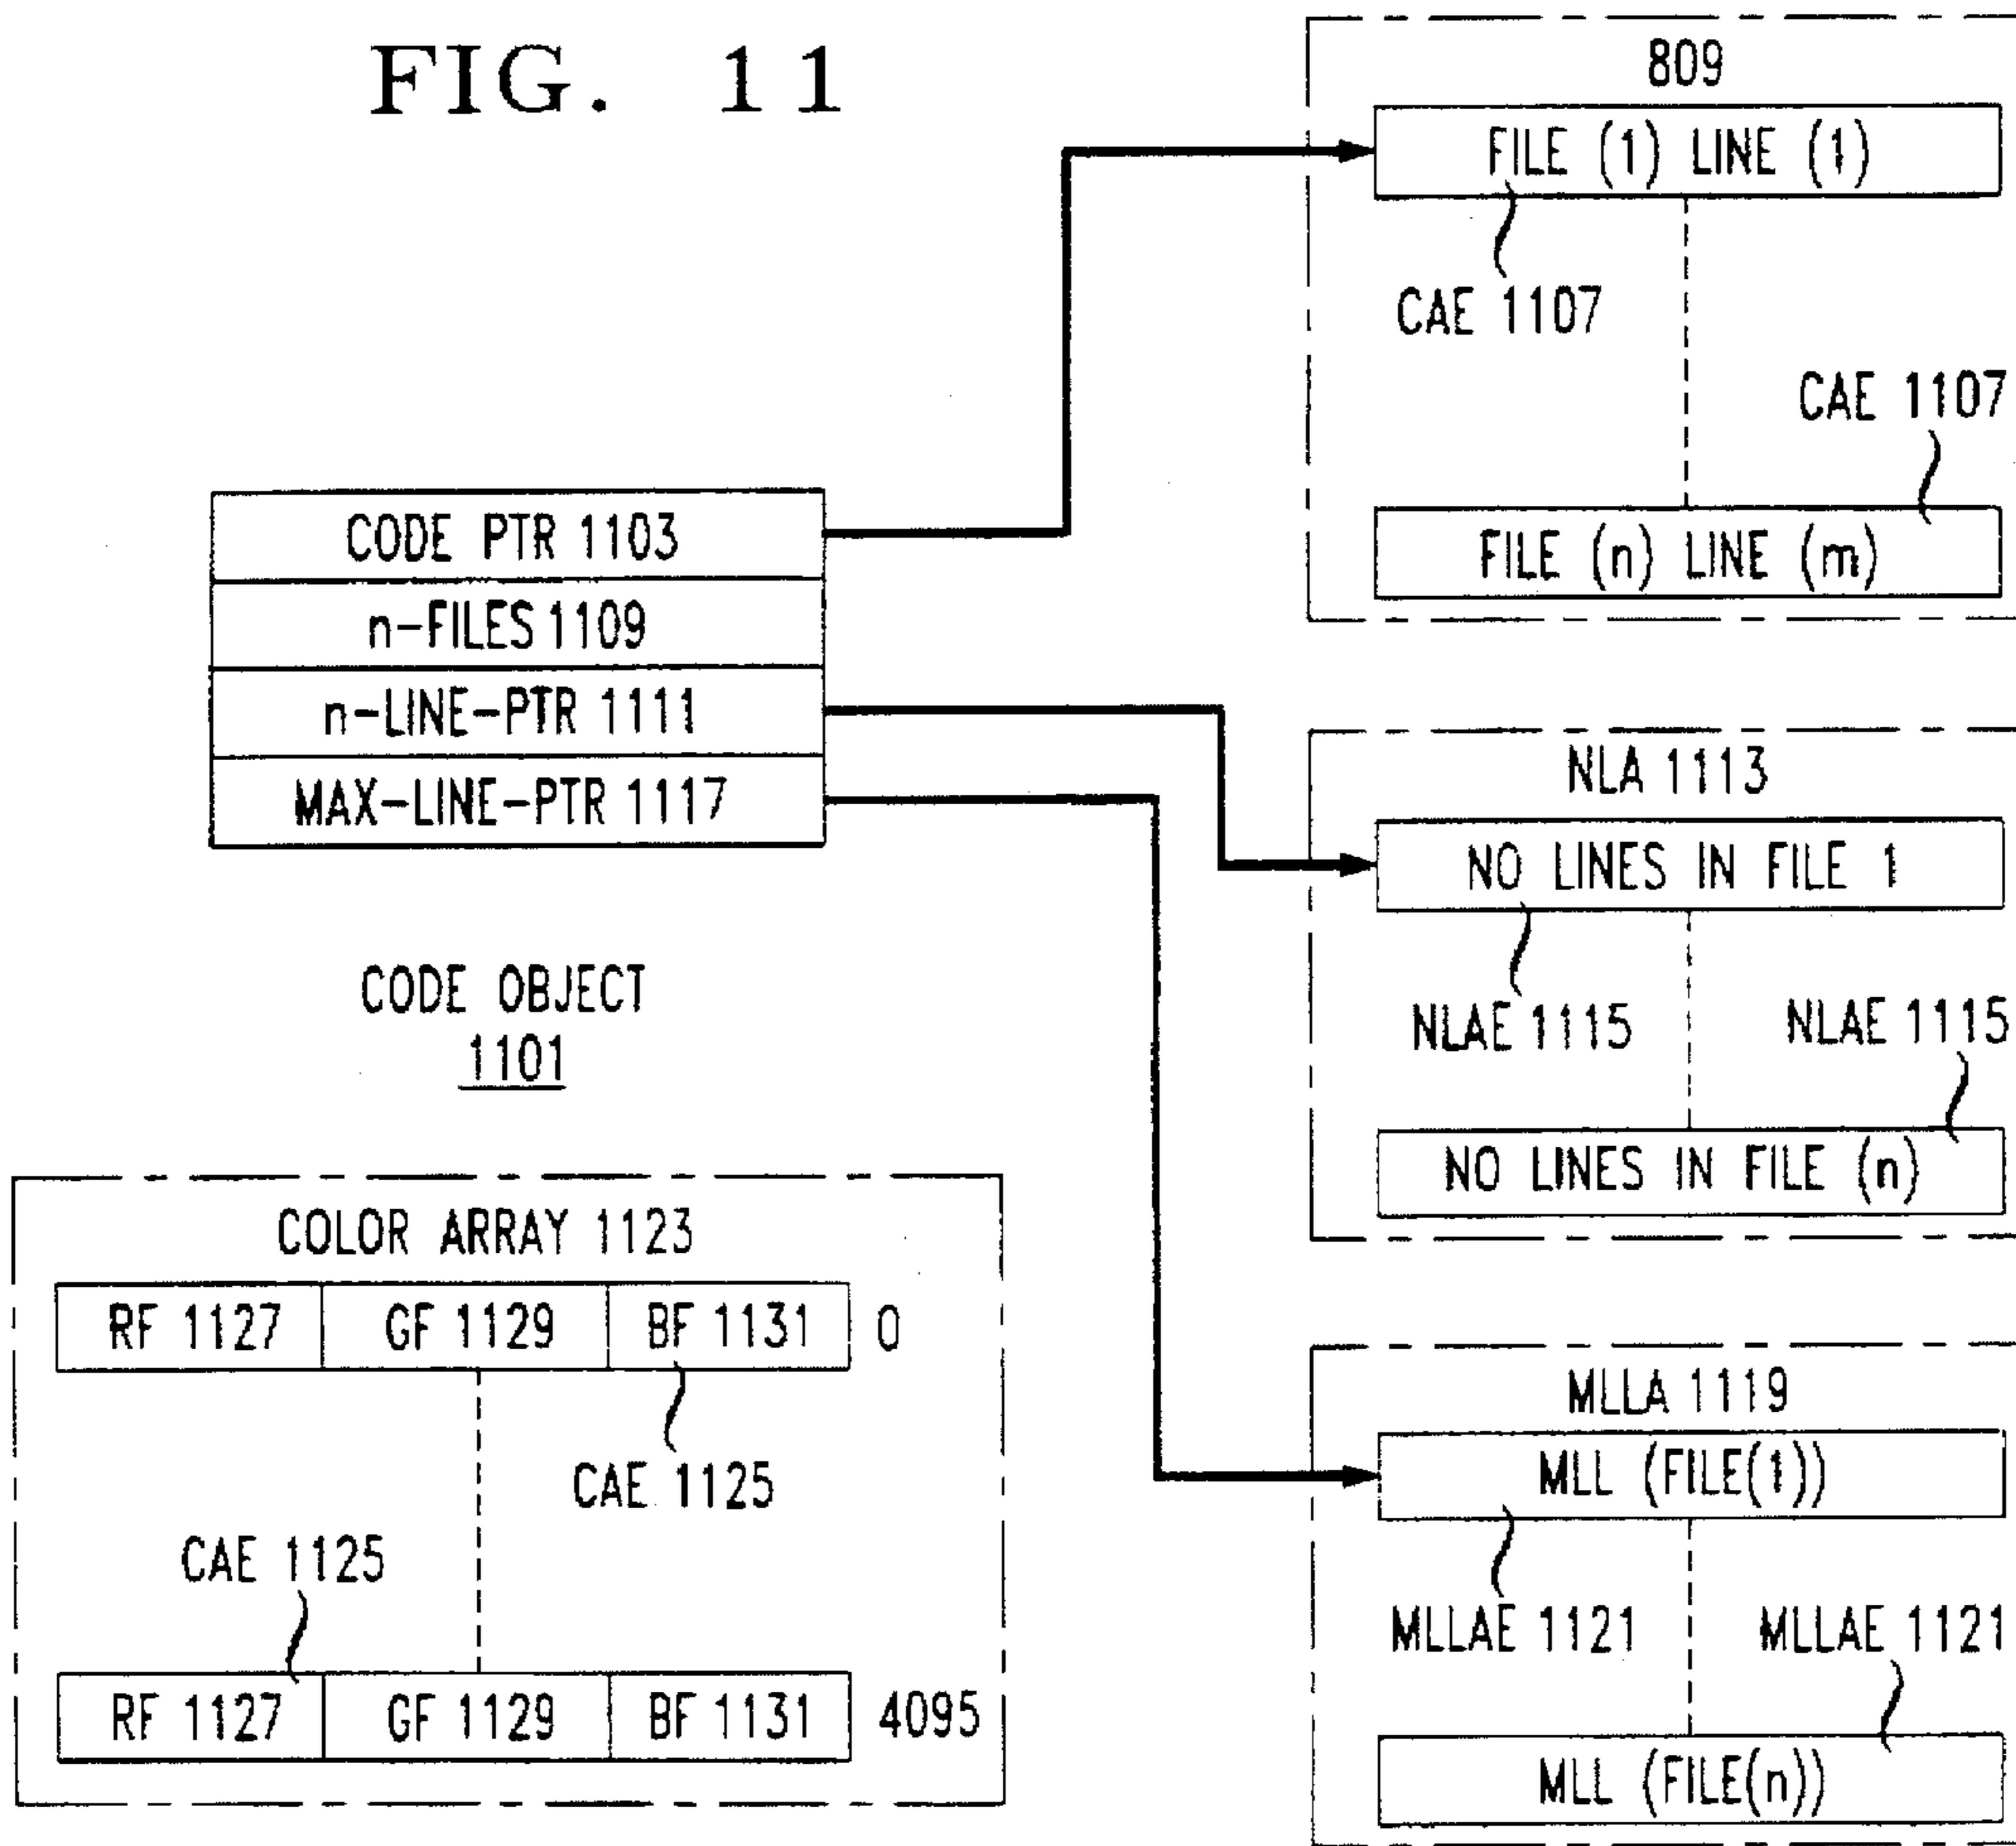 FIG. 11
809
FILE (1) LINE (1)
CAE 1107
CAE 1107
FILE (n) LINE (m)
CODE PTR 1103
n-FILES 1109
n-LINE-PTR 1111
MAX-LINE-PTR 1117
CODE OBJECT
1101
NLA 1113
NO LINES IN FILE 1
NLAE 1115
NLAE 1115
NO LINES IN FILE (n)
COLOR ARRAY 1123
RF 1127 GF 1129 BF 1131 0
CAE 1125
CAE 1125
RF 1127 GF 1129 BF 1131 4095
MLLA 1119
MLL (FILE(1))
MLLAE 1121
MLLAE 1121
MLL (FILE(n))